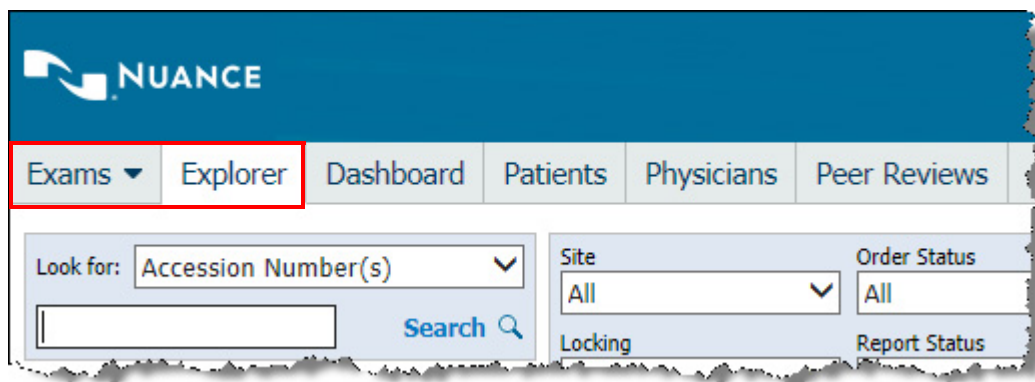 NUANCE
Exams Explorer Dashboard Patients Physicians Peer Reviews
Look for: Accession Number(s)
Search
Site
All
Order Status
All
Locking
Report Status